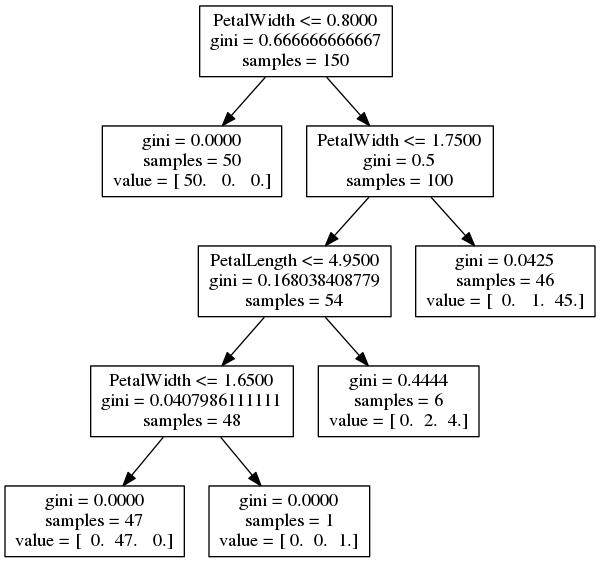 PetalWidth <= 0.8000
gini = 0.666666666667
samples = 150
gini = 0.0000
samples = 50
value = [ 50.   0.   0.]
PetalWidth <= 1.7500
gini = 0.5
samples = 100
PetalLength <= 4.9500
gini = 0.168038408779
samples = 54
gini = 0.0425
samples = 46
value = [  0.   1.  45.]
PetalWidth <= 1.6500
gini = 0.0407986111111
samples = 48
gini = 0.4444
samples = 6
value = [ 0.  2.  4.]
gini = 0.0000
samples = 47
value = [  0.  47.   0.]
gini = 0.0000
samples = 1
value = [ 0.  0.  1.]